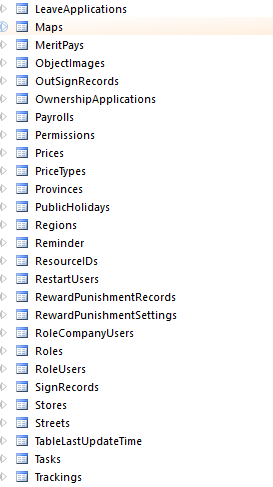 LeaveApplications
Maps
MeritPays
ObjectImages
OutSignRecords
OwnershipApplications
Payrolls
Permissions
Prices
PriceTypes
Provinces
PublicHolidays
Regions
Reminder
ResourceIDs
RestartUsers
RewardPunishmentRecords
RewardPunishmentSettings
RoleCompanyUsers
Roles
RoleUsers
SignRecords
Stores
Streets
TableLastUpdateTime
Tasks
Trackings